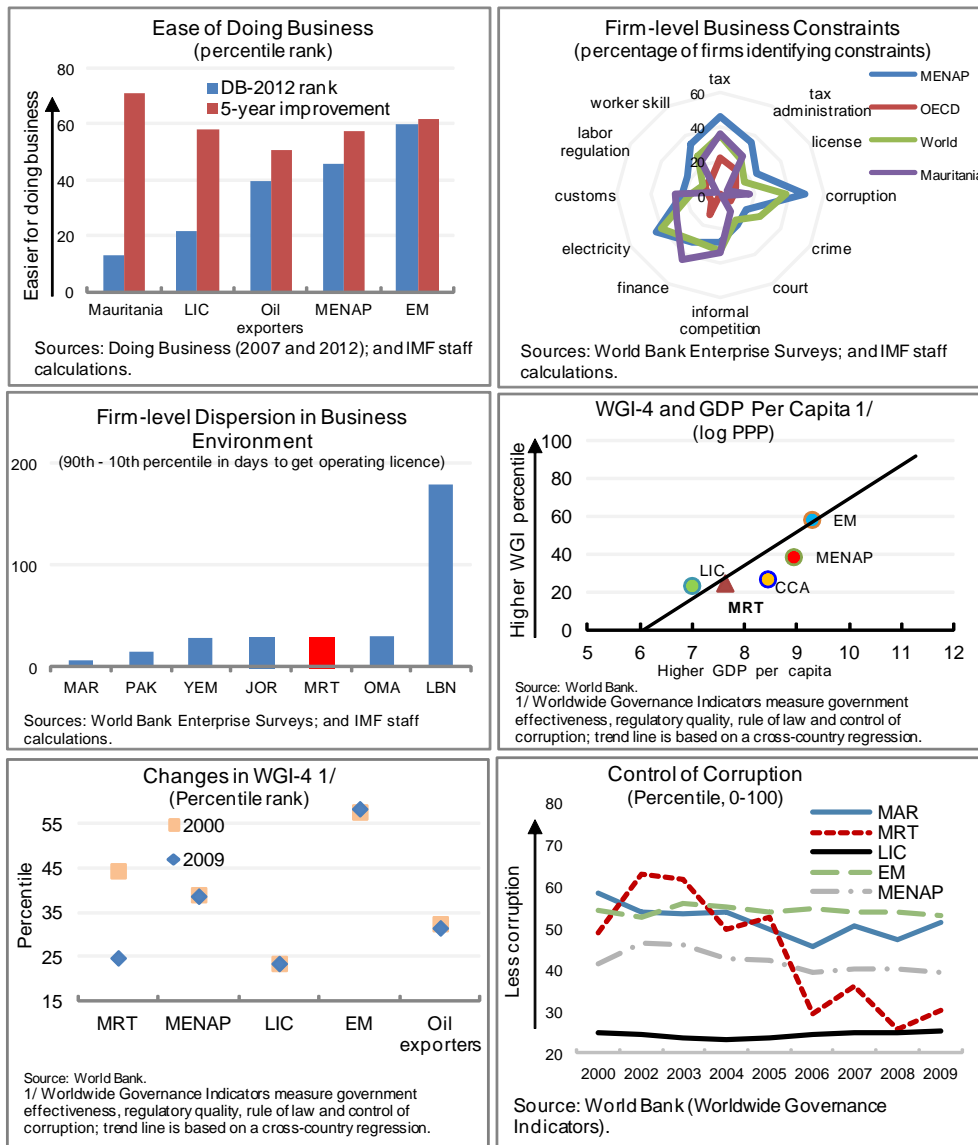 Ease of Doing Business
(percentile rank)
80
60
40
20
0
Easier for doing business
DB-2012 rank
5-year improvement
Mauritania
LIC
Oil
exporters
MENAP
EM
Sources: Doing Business (2007 and 2012); and IMF staff
calculations.
Firm-level Business Constraints
(percentage of firms identifying constraints)
60
40
20
0
tax
tax
administration
license
corruption
crime
court
informal
competition
finance
electricity
customs
labor
regulation
worker skill
MENAP
OECD
World
Mauritania
Sources: World Bank Enterprise Surveys; and IMF staff
calculations.
Firm-level Dispersion in Business
Environment
(90th - 10th percentile in days to get operating licence)
200
100
0
MAR
PAK
YEM
JOR
MRT
OMA
LBN
Sources: World Bank Enterprise Surveys; and IMF staff
calculations.
WGI-4 and GDP Per Capita 1/
(log PPP)
100
80
60
40
20
0
Higher WGI percentile
EM
MENAP
LIC
CCA
MRT
5 6 7 8 9 10 11 12
Higher GDP per capita
Source: World Bank.
1/ Worldwide Governance Indicators measure government
effectiveness, regulatory quality, rule of law and control of
corruption; trend line is based on a cross-country regression.
Changes in WGI-4 1/
(Percentile rank)
55
45
35
25
15
Percentile
2000
2009
MRT
MENAP
LIC
EM
Oil
exporters
Source: World Bank.
1/ Worldwide Governance Indicators measure government
effectiveness, regulatory quality, rule of law and control of
corruption; trend line is based on a cross-country regression.
Control of Corruption
(Percentile, 0-100)
80
70
60
50
40
30
20
Less corruption
MAR
MRT
LIC
EM
MENAP
2000 2002 2003 2004 2005 2006 2007 2008 2009
Source: World Bank (Worldwide Governance
Indicators).